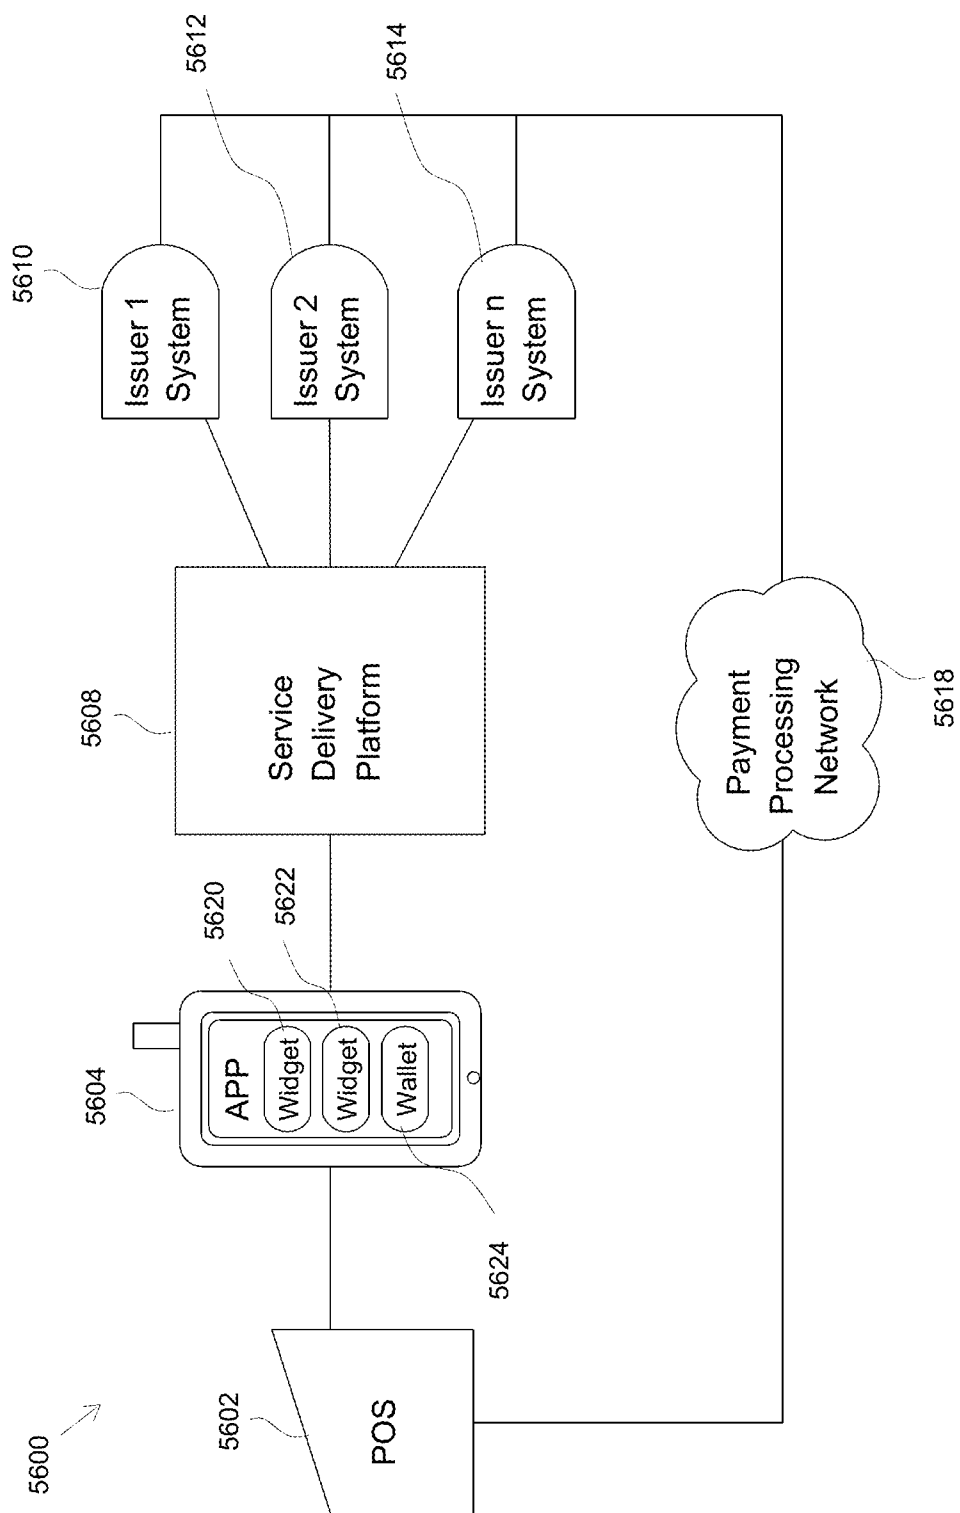 5600
5602
POS
5604
APP
Widget
Widget
Wallet
5620
5622
5624
5608
Service
Delivery
Platform
5610
Issuer 1
System
5612
Issuer 2
System
5614
Issuer n
System
Payment
Processing
Network
5618